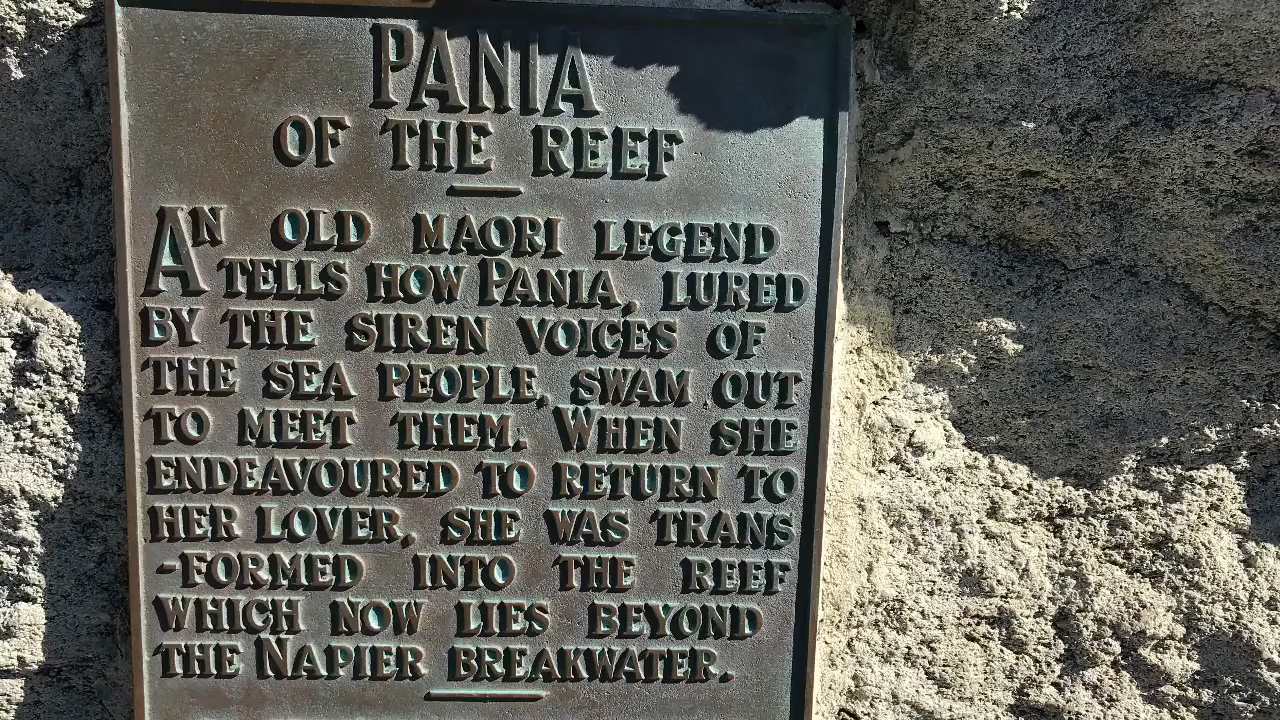 PANIA
OF THE REEF
AN OLD MAORI LEGEND
TELLS HOW PANIA, LURED
BY THE SIREN VOICES OF
THE SEA PEOPLE, SWAM OUT
TO MEET THEM. WHEN SHE
ENDEAVOURED TO RETURN TO
HER LOVER, SHE WAS TRANS
-FORMED INTO THE REEF
WHICH NOW LIES BEYOND
THE NAPIER BREAKWATER.